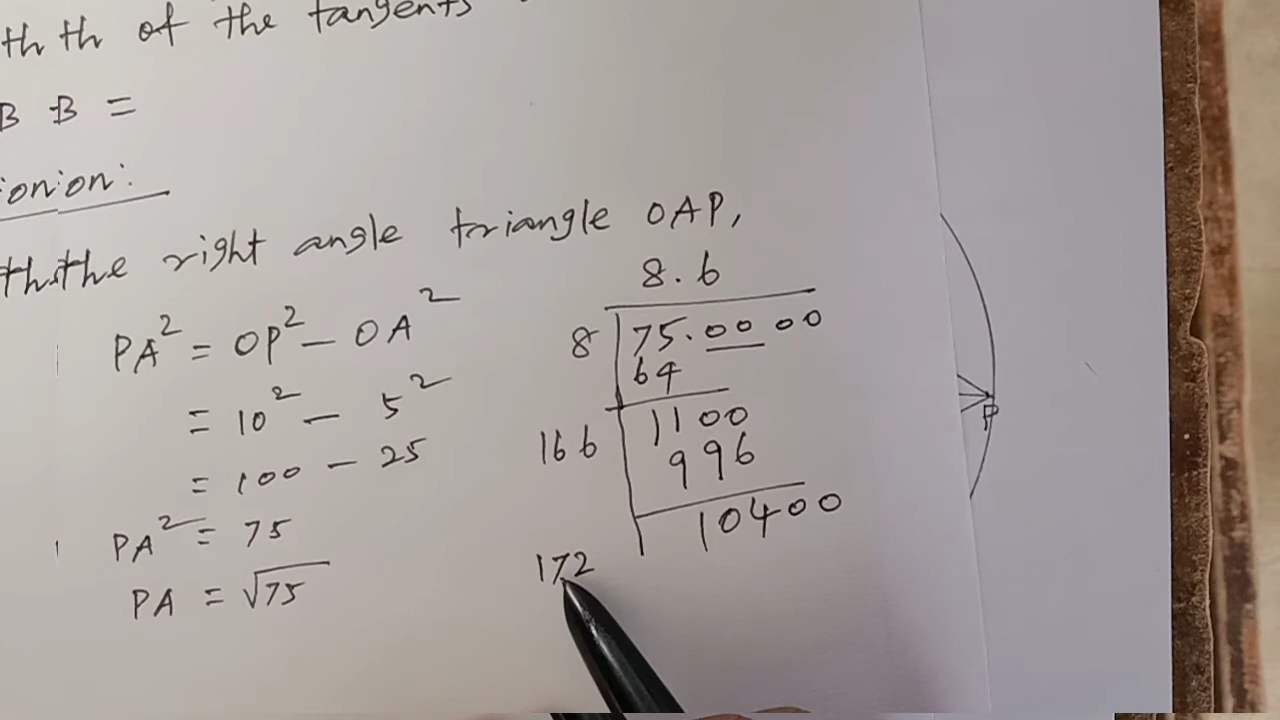 th th of the tangents
B B =
ion:on:
the right angle triangle OAP,
PA² = OP² – OA²
= 10² – 5²
= 100 – 25
PA² = 75
PA = √75
8.6
8 75.00 00
64
166 1100
996
10400
172
P